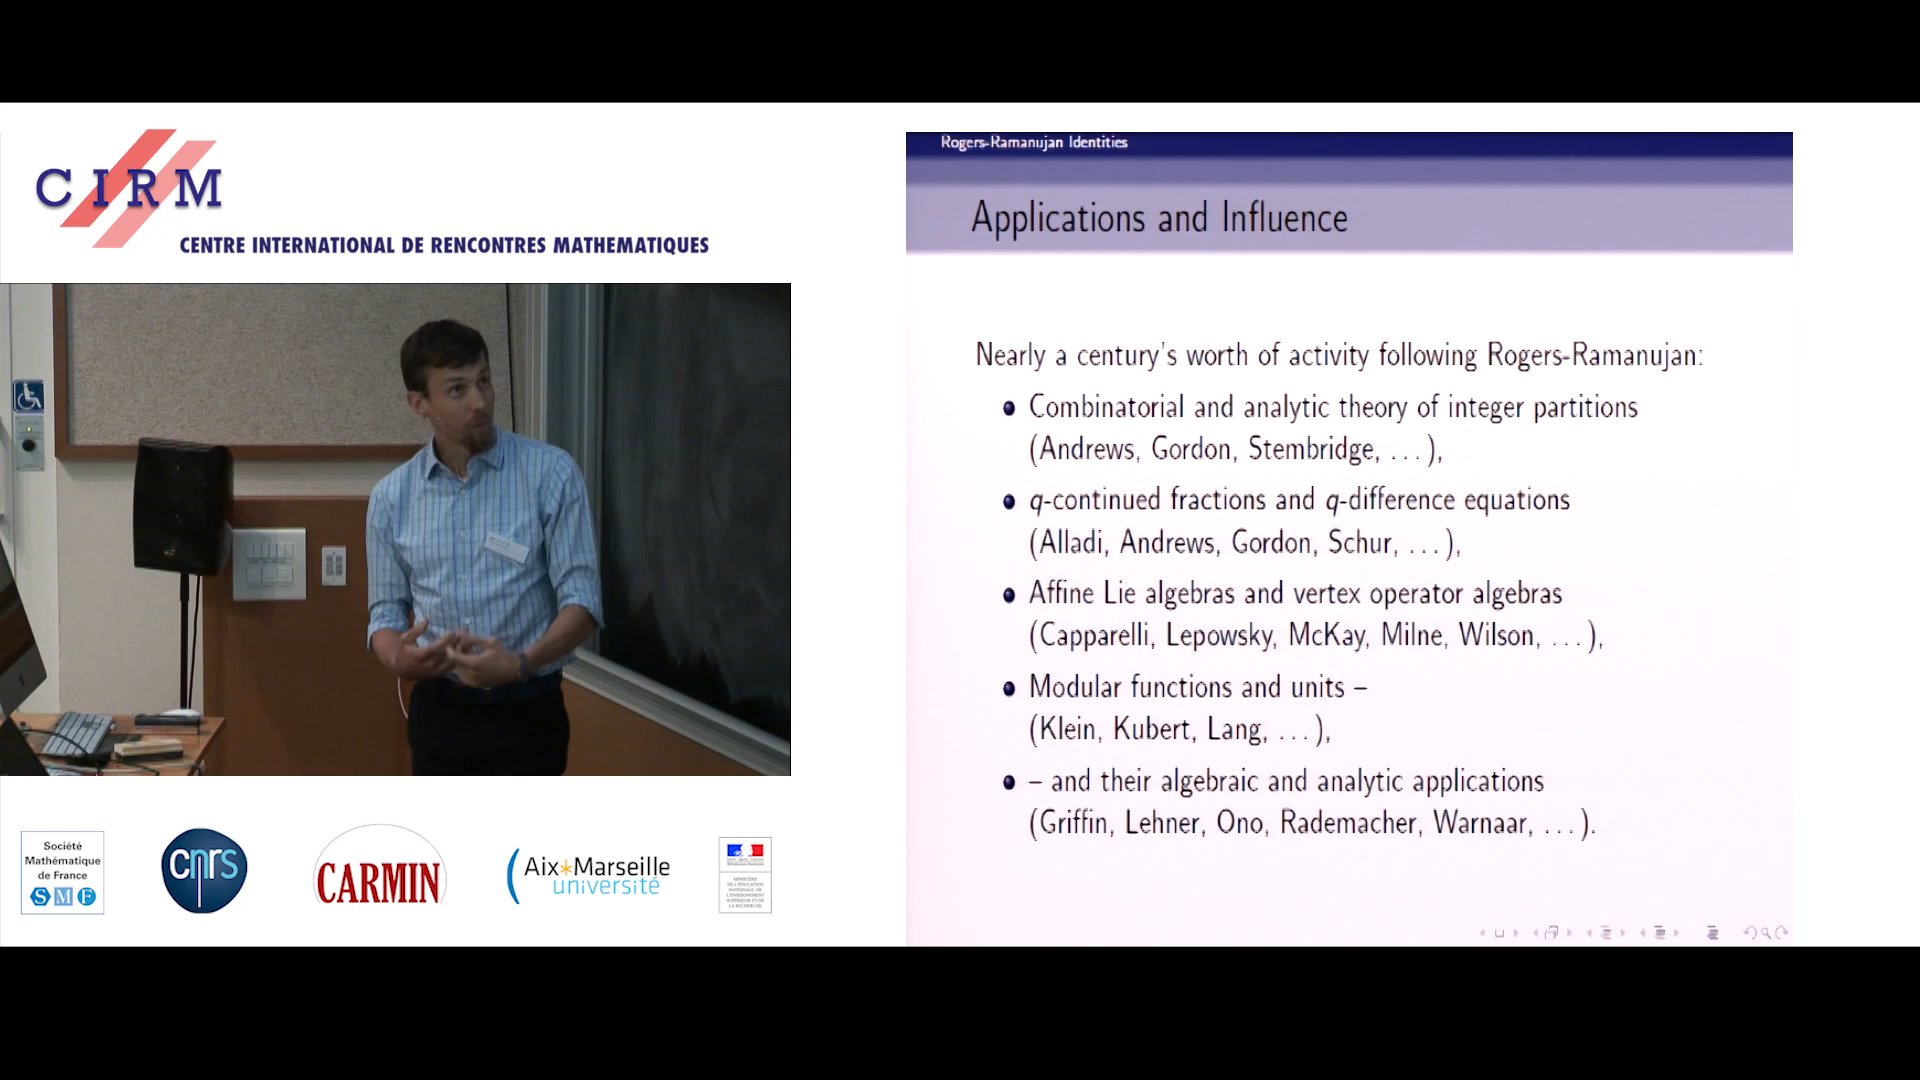 CIRM
CENTRE INTERNATIONAL DE RENCONTRES MATHEMATIQUES
Rogers-Ramanujan Identities
Applications and Influence
Nearly a century's worth of activity following Rogers-Ramanujan:
Combinatorial and analytic theory of integer partitions
(Andrews, Gordon, Stembridge, ...),
q-continued fractions and q-difference equations
(Alladi, Andrews, Gordon, Schur, ...),
Affine Lie algebras and vertex operator algebras
(Capparelli, Lepowsky, McKay, Milne, Wilson, ...),
Modular functions and units –
(Klein, Kubert, Lang, ...),
– and their algebraic and analytic applications
(Griffin, Lehner, Ono, Rademacher, Warnaar, ...).
Société
Mathématique
de France
SMF
cnrs
CARMIN
Aix*Marseille
université